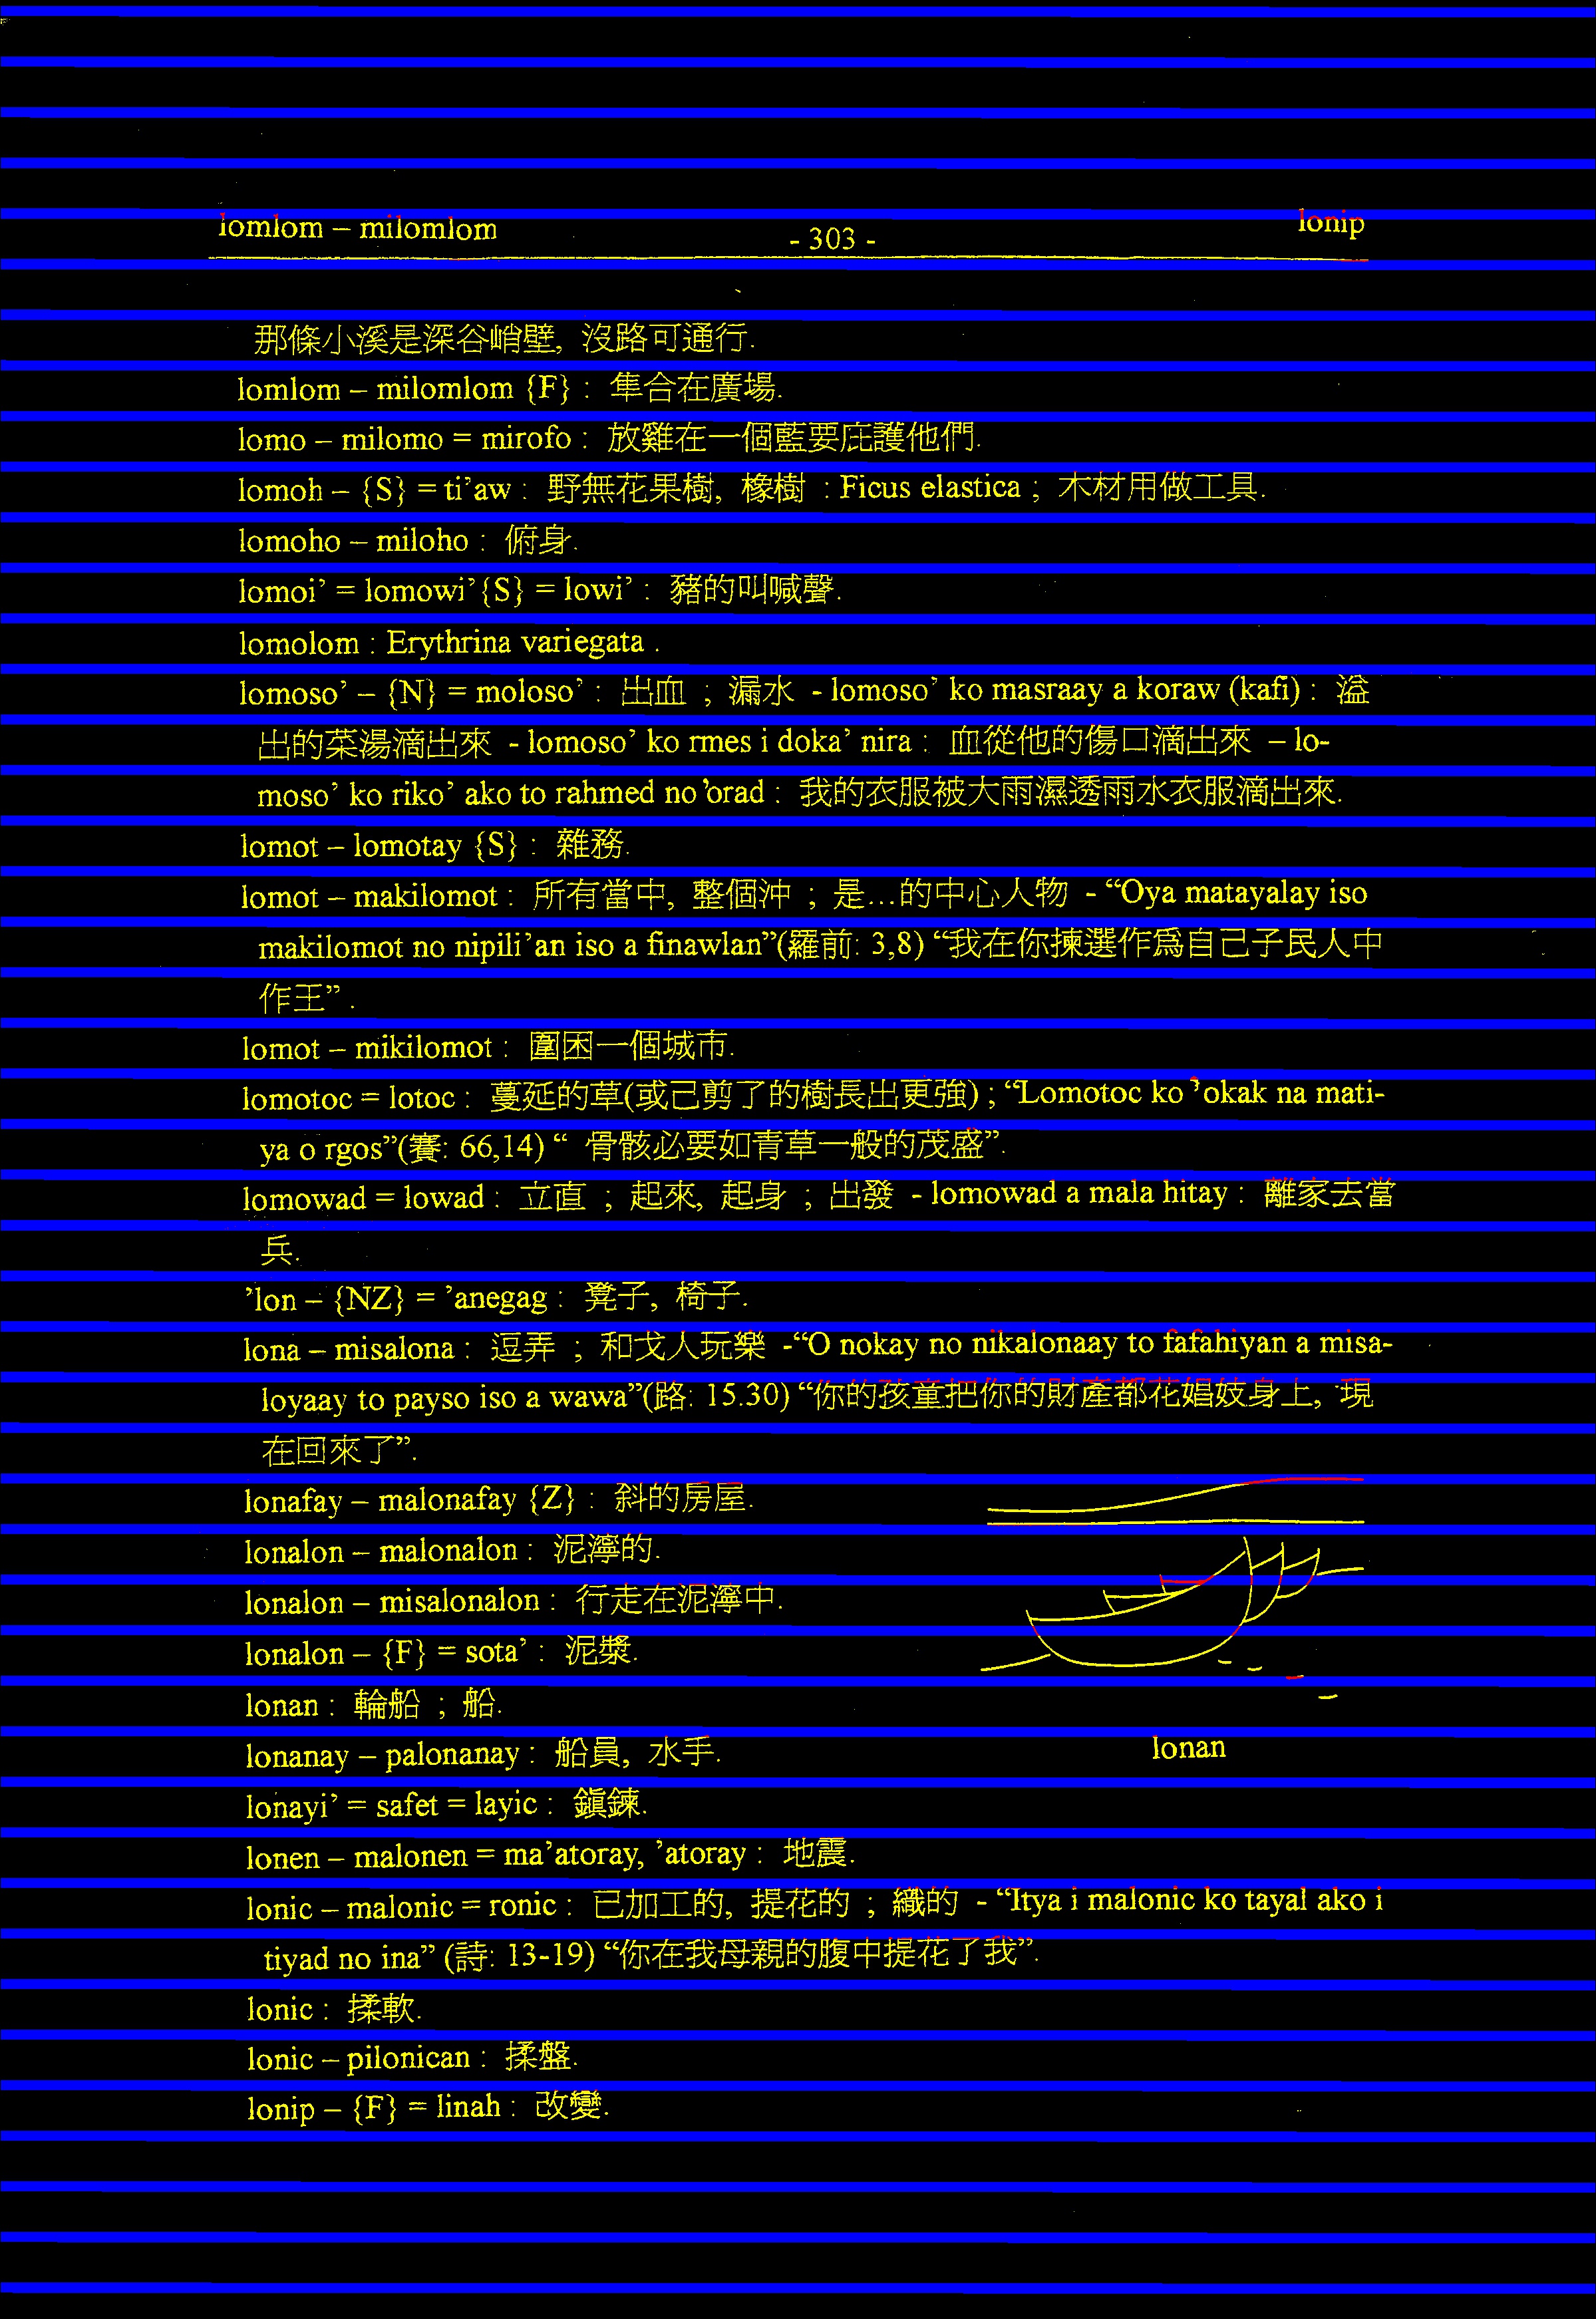 lomlom – milomlom - 303 - lonip
那條小溪是深谷峭壁, 沒路可通行.
lomlom – milomlom {F} : 隼合在廣場.
lomo – milomo = mirofo : 放雞在一個藍要庇護他們.
lomoh – {S} = ti’aw : 野無花果樹, 橡樹 : Ficus elastica ; 木材用做工具.
lomoho – miloho : 俯身.
lomoi’ = lomowi’{S} = lowi’ : 豬的叫喊聲.
lomolom : Erythrina variegata .
lomoso’ – {N} = moloso’ : 出血 ; 漏水 - lomoso’ ko masraay a koraw (kafi) : 溢
出的菜湯滴出來 - lomoso’ ko rmes i doka’ nira : 血從他的傷口滴出來 – lo-
moso’ ko riko’ ako to rahmed no ’orad : 我的衣服被大雨濕透雨水衣服滴出來.
lomot – lomotay {S} : 雜務.
lomot – makilomot : 所有當中, 整個沖 ; 是...的中心人物 - “Oya matayalay iso
makilomot no nipili’an iso a finawlan”(羅前: 3,8) “我在你揀選作爲自己子民人中
作王” .
lomot – mikilomot : 圍困一個城市.
lomotoc = lotoc : 蔓延的草(或己剪了的樹長出更強) ; “Lomotoc ko ’okak na mati-
ya o rgos”(賽: 66,14) “ 骨骸必要如青草一般的茂盛”.
lomowad = lowad : 立直 ; 起來, 起身 ; 出發 - lomowad a mala hitay : 離家去當
兵.
’lon – {NZ} = ’anegag : 凳子, 椅子.
lona – misalona : 逗弄 ; 和戈人玩樂 -“O nokay no nikalonaay to fafahiyan a misa-
loyaay to payso iso a wawa”(路: 15.30) “你的孩童把你的財產都花娼妓身上, 現
在回來了”.
lonafay – malonafay {Z} : 斜的房屋.
lonalon – malonalon : 泥濘的.
lonalon – misalonalon : 行走在泥濘中.
lonalon – {F} = sota’ : 泥漿.
lonan : 輪船 ; 船.
lonanay – palonanay : 船員, 水手.
lonan
lonayi’ = safet = layic : 鎭鍊.
lonen – malonen = ma’atoray, ’atoray : 地震.
lonic – malonic = ronic : 已加工的, 提花的 ; 織的 - “Itya i malonic ko tayal ako i
tiyad no ina” (詩: 13-19) “你在我母親的腹中提花了我”.
lonic : 揉軟.
lonic – pilonican : 揉盤.
lonip – {F} = linah : 改變.